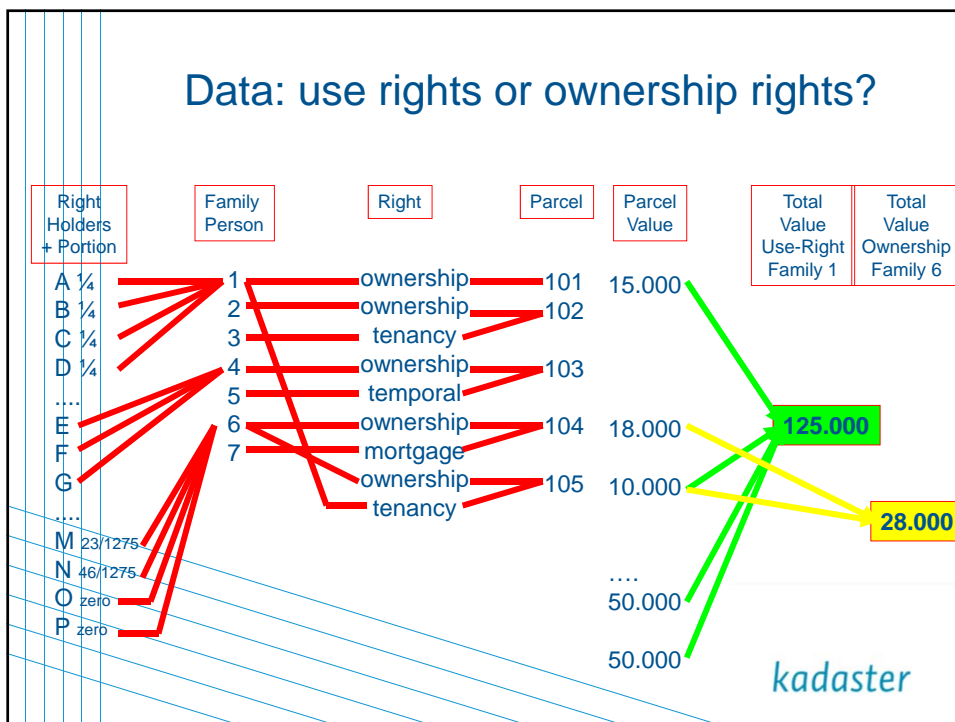 Data: use rights or ownership rights?
Right
Holders
+ Portion
Family
Person
Right
Parcel
Parcel
Value
Total
Value
Use-Right
Family 1
Total
Value
Ownership
Family 6
A ¼
B ¼
C ¼
D ¼
....
E
F
G
....
M 23/1275
N 46/1275
O zero
P zero
1
2
3
4
5
6
7
ownership
ownership
tenancy
ownership
temporal
ownership
mortgage
ownership
tenancy
101
102
103
104
105
15.000
18.000
10.000
....
50.000
50.000
125.000
28.000
kadaster